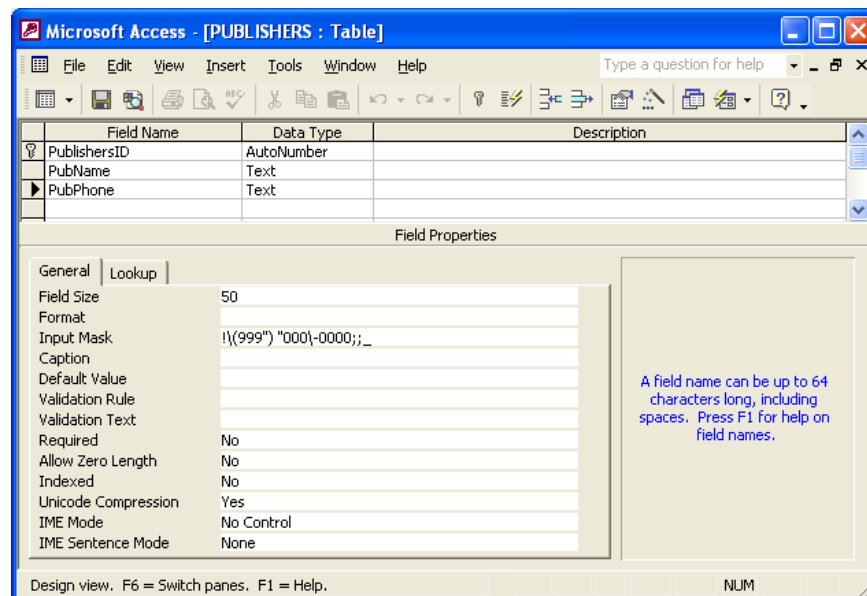 Microsoft Access - [PUBLISHERS : Table]
File Edit View Insert Tools Window Help Type a question for help
ABC
Field Name Data Type Description
PublishersID AutoNumber
PubName Text
PubPhone Text
Field Properties
General Lookup
Field Size 50
Format
Input Mask !\(999") "000\-0000;;_
Caption
Default Value
Validation Rule
Validation Text
Required No
Allow Zero Length No
Indexed No
Unicode Compression Yes
IME Mode No Control
IME Sentence Mode None
A field name can be up to 64
characters long, including
spaces. Press F1 for help on
field names.
Design view. F6 = Switch panes. F1 = Help. NUM